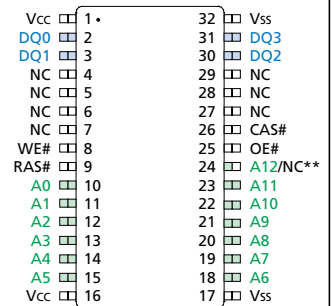 Vcc 1 • 32 Vss
DQ0 2 31 DQ3
DQ1 3 30 DQ2
NC 4 29 NC
NC 5 28 NC
NC 6 27 NC
NC 7 26 CAS#
WE# 8 25 OE#
RAS# 9 24 A12/NC**
A0 10 23 A11
A1 11 22 A10
A2 12 21 A9
A3 13 20 A8
A4 14 19 A7
A5 15 18 A6
Vcc 16 17 Vss